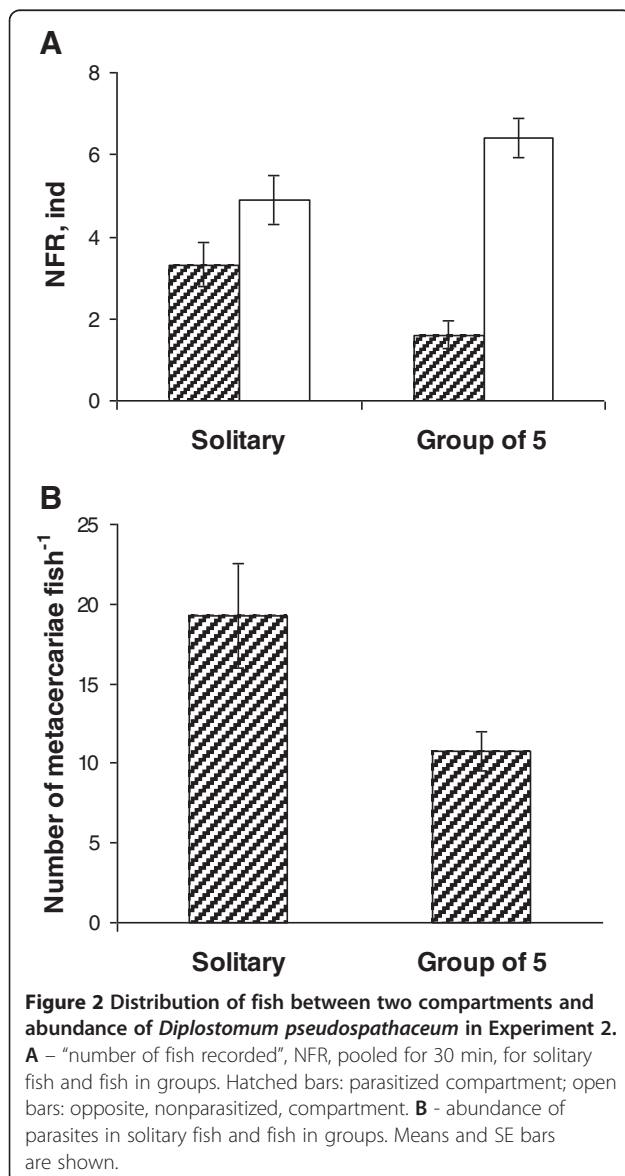 A
8
6
4
2
0
NFR, ind
Solitary
Group of 5
B
25
20
15
10
5
0
Number of metacercariae fish-1
Solitary
Group of 5
Figure 2 Distribution of fish between two compartments and
abundance of Diplostomum pseudospathaceum in Experiment 2.
A – "number of fish recorded", NFR, pooled for 30 min, for solitary
fish and fish in groups. Hatched bars: parasitized compartment; open
bars: opposite, nonparasitized, compartment. B - abundance of
parasites in solitary fish and fish in groups. Means and SE bars
are shown.